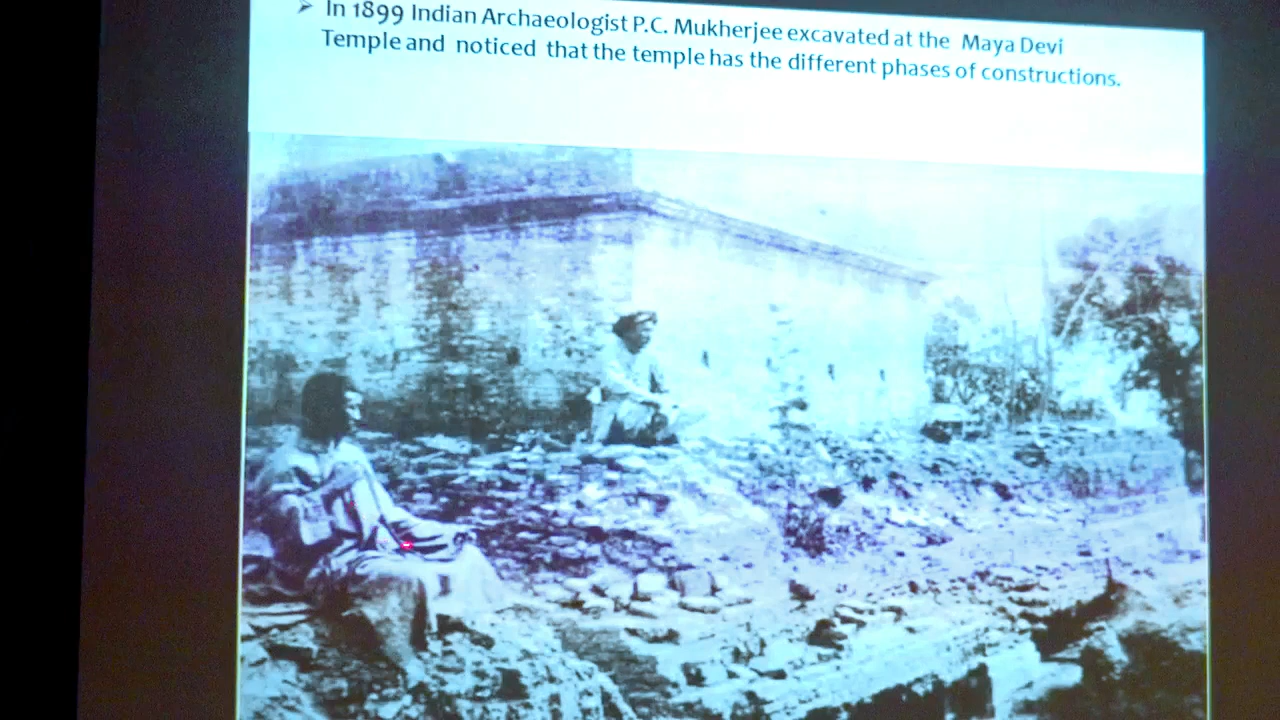 ➢ In 1899 Indian Archaeologist P.C. Mukherjee excavated at the Maya Devi
Temple and noticed that the temple has the different phases of constructions.